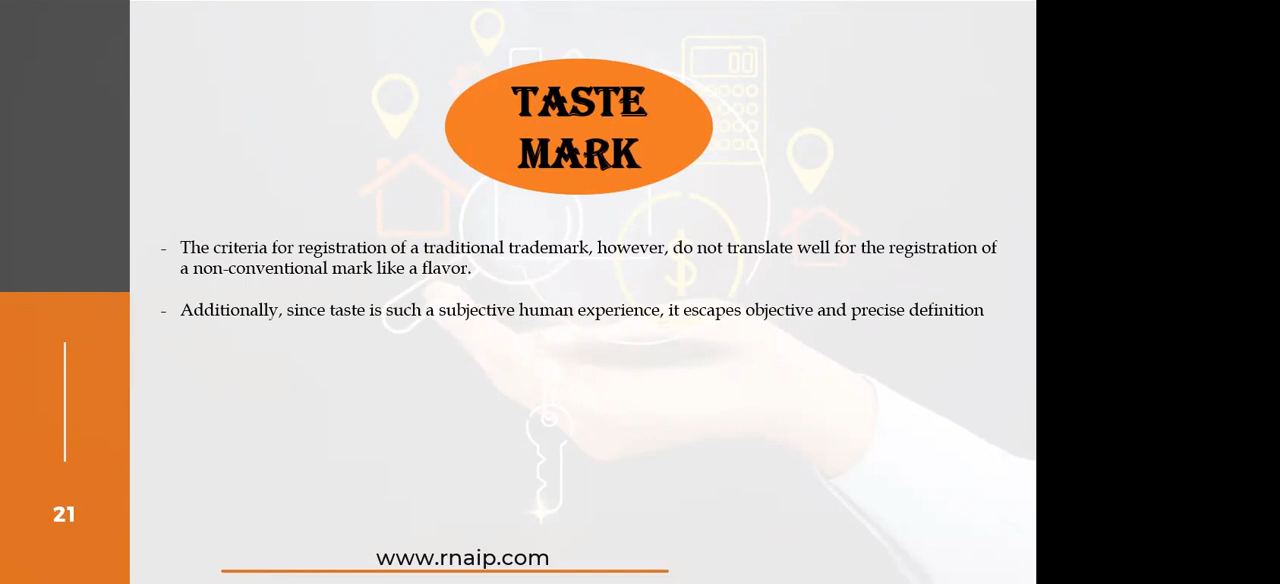 TASTE
MARK
- The criteria for registration of a traditional trademark, however, do not translate well for the registration of
a non-conventional mark like a flavor.
- Additionally, since taste is such a subjective human experience, it escapes objective and precise definition
21
www.rnaip.com